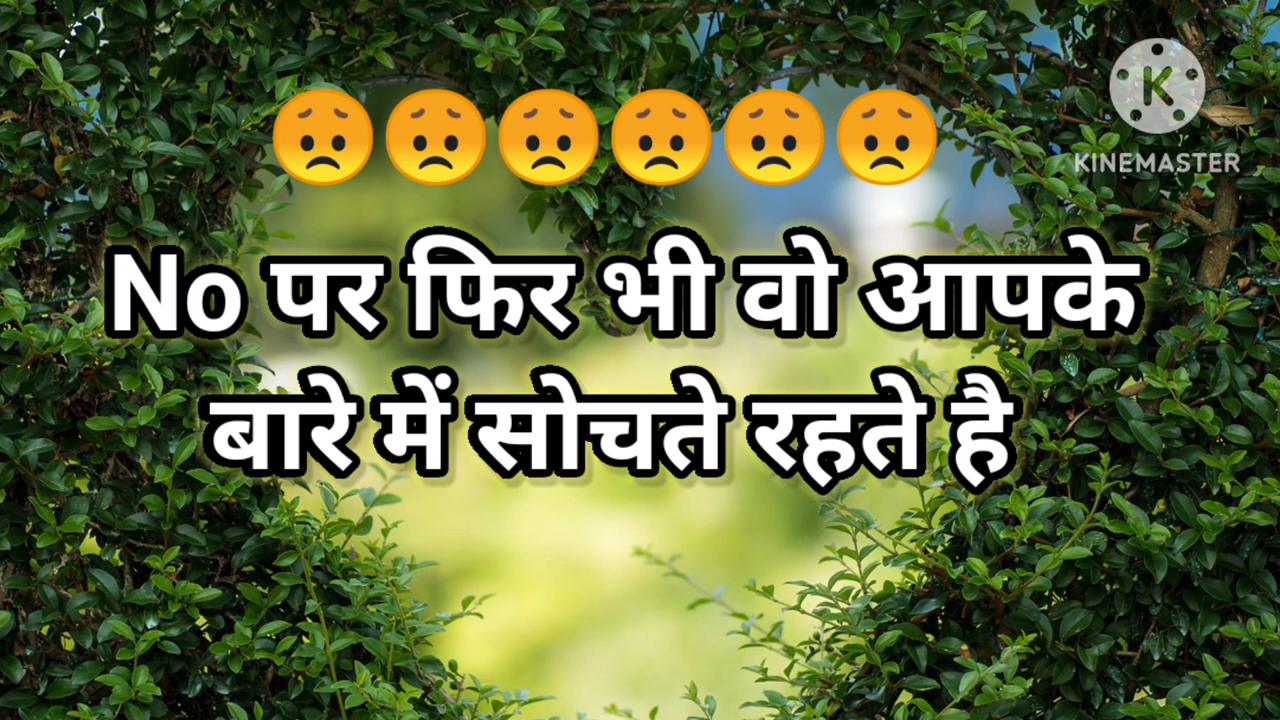 KINEMASTER
No पर फिर भी वो आपके
बारे में सोचते रहते है